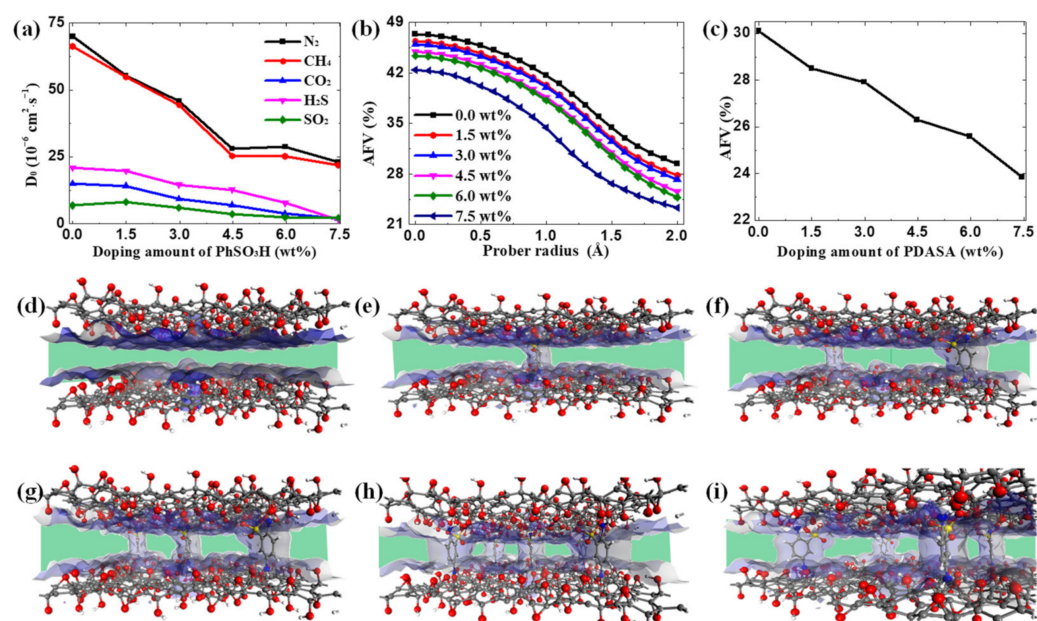 (a)
75
50
25
0
D₀ (10⁻⁶ cm²·s⁻¹)
0.0 1.5 3.0 4.5 6.0 7.5
Doping amount of PhSO₃H (wt%)
N₂
CH₄
CO₂
H₂S
SO₂
(b)
49
42
35
28
21
AFV (%)
0.0 0.5 1.0 1.5 2.0
Prober radius (Å)
0.0 wt%
1.5 wt%
3.0 wt%
4.5 wt%
6.0 wt%
7.5 wt%
(c)
30
28
26
24
22
AFV (%)
0.0 1.5 3.0 4.5 6.0 7.5
Doping amount of PDASA (wt%)
(d)
(e)
(f)
(g)
(h)
(i)